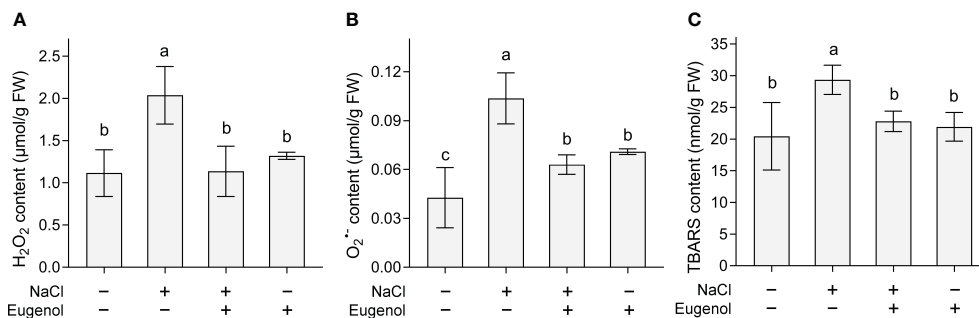 A
H₂O₂ content (μmol/g FW)
2.5
2.0
1.5
1.0
0.5
0.0
b
a
b
b
NaCl − + + −
Eugenol − − + +
B
O₂•⁻ content (μmol/g FW)
0.12
0.09
0.06
0.03
0.00
c
a
b
b
NaCl − + + −
Eugenol − − + +
C
TBARS content (nmol/g FW)
35
30
25
20
15
10
5
0
b
a
b
b
NaCl − + + −
Eugenol − − + +